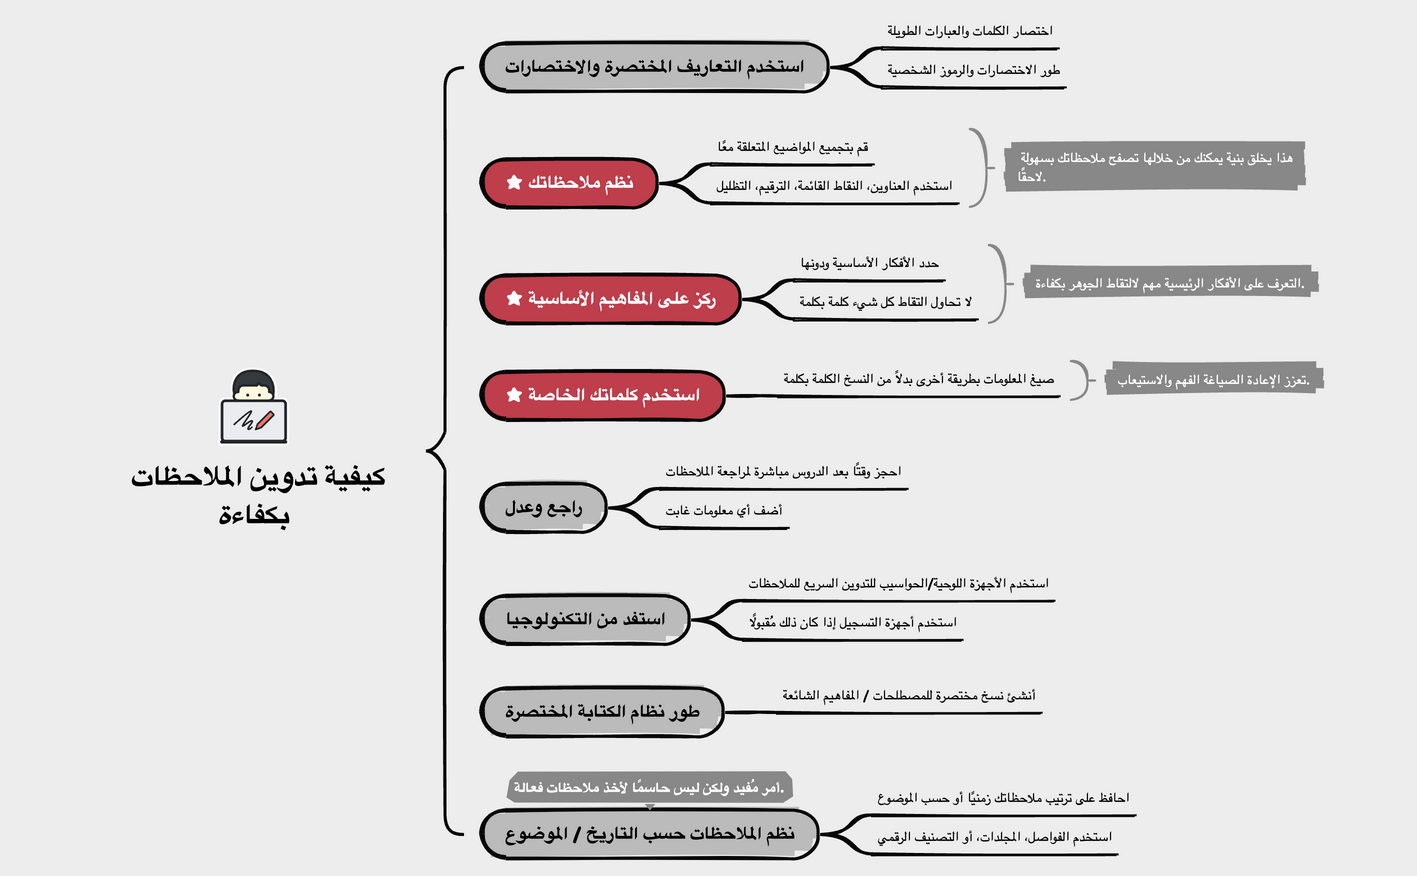 كيفية تدوين الملاحظات
بكفاءة
استخدم التعاريف المختصرة والاختصارات
اختصار الكلمات والعبارات الطويلة
طور الاختصارات والرموز الشخصية
نظم ملاحظاتك
قم بتجميع المواضيع المتعلقة معًا
استخدم العناوين، النقاط القائمة، الترقيم، التظليل
هذا يخلق بنية يمكنك من خلالها تصفح ملاحظاتك بسهولة
لاحقًا.
ركز على المفاهيم الأساسية
حدد الأفكار الأساسية ودونها
لا تحاول التقاط كل شيء كلمة بكلمة
التعرف على الأفكار الرئيسية مهم لالتقاط الجوهر بكفاءة.
استخدم كلماتك الخاصة
صيغ المعلومات بطريقة أخرى بدلاً من النسخ الكلمة بكلمة
تعزز الإعادة الصياغة الفهم والاستيعاب.
راجع وعدل
احجز وقتًا بعد الدروس مباشرة لمراجعة الملاحظات
أضف أي معلومات غابت
استفد من التكنولوجيا
استخدم الأجهزة اللوحية/الحواسيب للتدوين السريع للملاحظات
استخدم أجهزة التسجيل إذا كان ذلك مُقبولًا
طور نظام الكتابة المختصرة
أنشئ نسخ مختصرة للمصطلحات / المفاهيم الشائعة
أمر مُفيد ولكن ليس حاسمًا لأخذ ملاحظات فعالة.
نظم الملاحظات حسب التاريخ / الموضوع
احافظ على ترتيب ملاحظاتك زمنيًا أو حسب الموضوع
استخدم الفواصل، المجلدات، أو التصنيف الرقمي